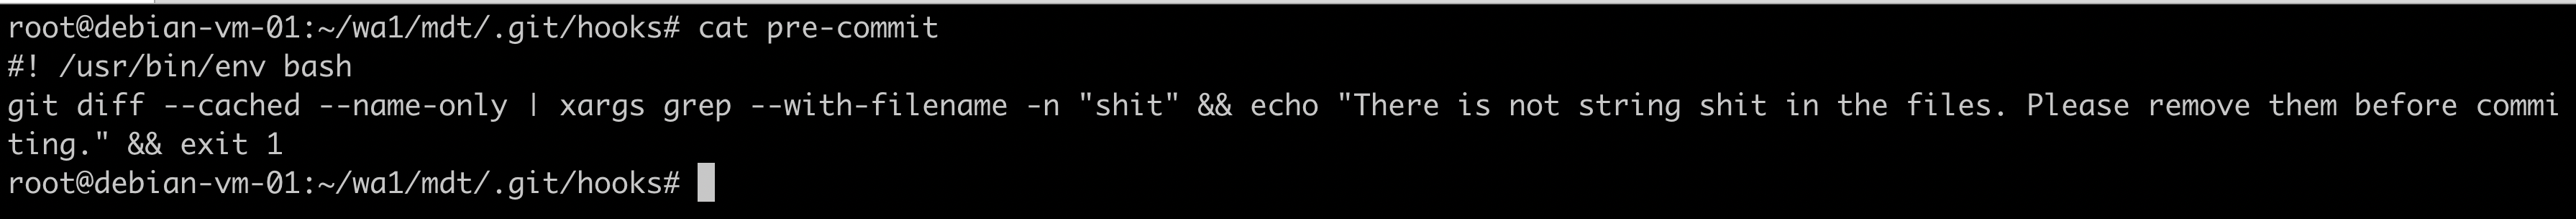 root@debian-vm-01:~/wa1/mdt/.git/hooks# cat pre-commit
#! /usr/bin/env bash
git diff --cached --name-only | xargs grep --with-filename -n "shit" && echo "There is not string shit in the files. Please remove them before commi
ting." && exit 1
root@debian-vm-01:~/wa1/mdt/.git/hooks#